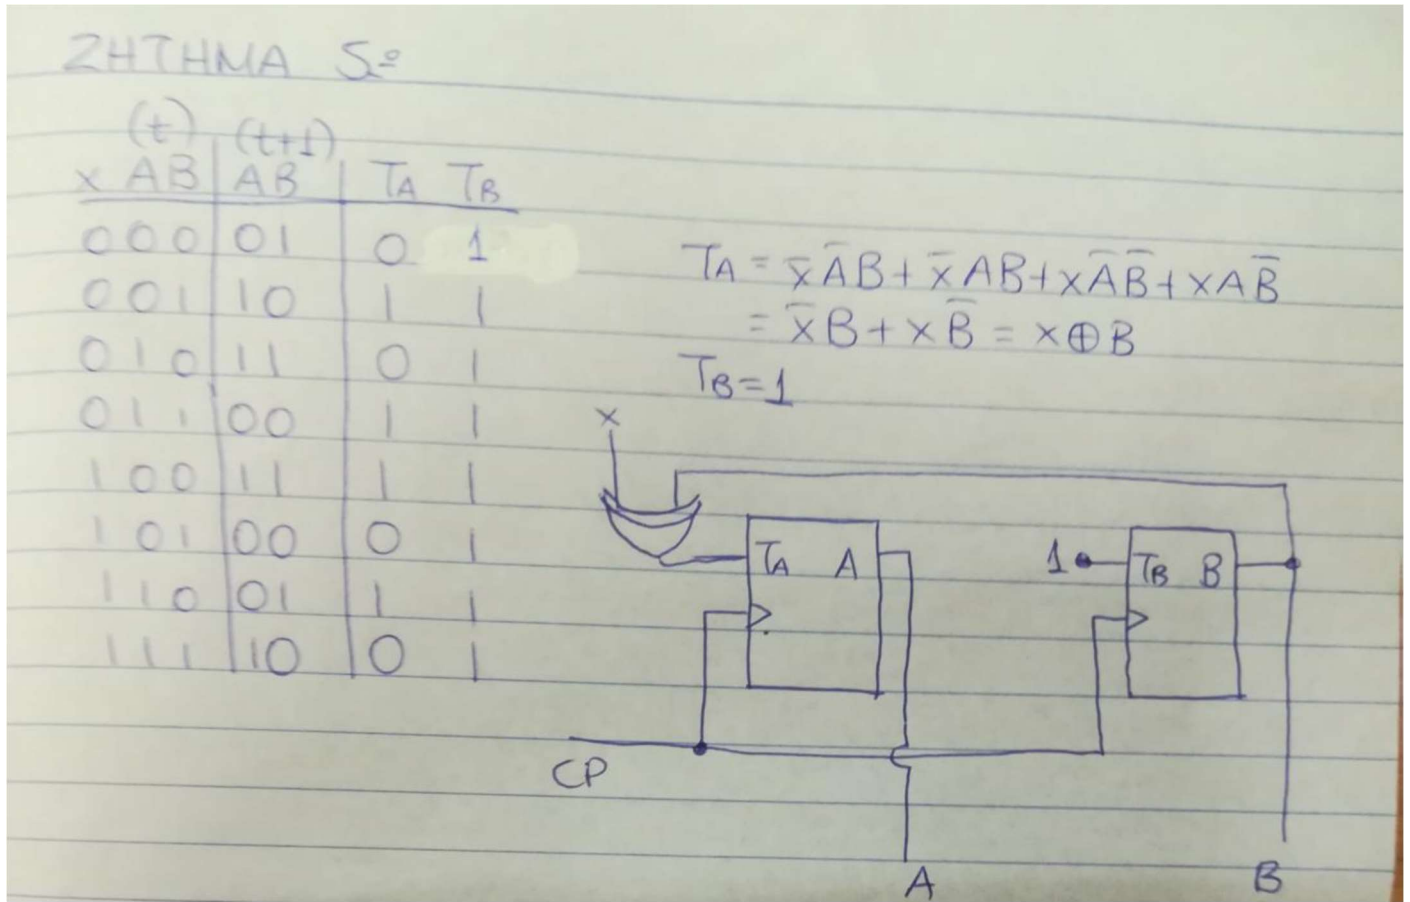 ΖΗΤΗΜΑ 5º
(t) (t+1)
x AB AB TA TB
000 01 0 1
001 10 1 1
010 11 0 1
011 00 1 1
100 11 1 1
101 00 0 1
110 01 1 1
111 10 0 1
TA = x̅A̅B + x̅AB + xA̅B̅ + xAB̅
= x̅B + xB̅ = x⊕B
TB=1
x
TA A
1 TB B
CP
A
B